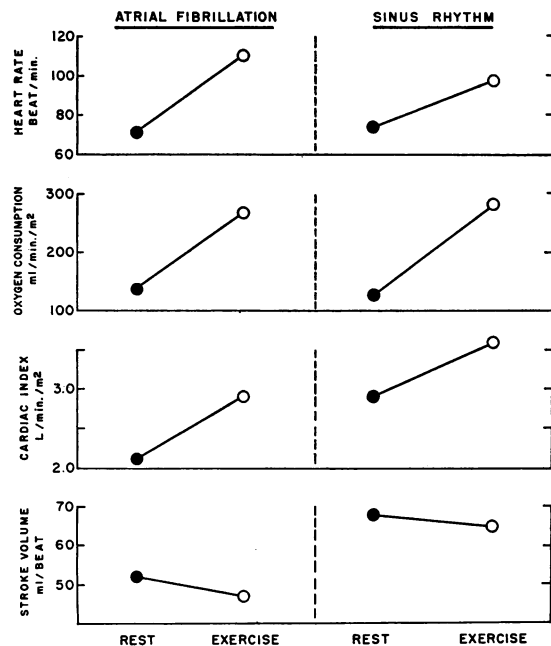 ATRIAL FIBRILLATION
SINUS RHYTHM
HEART RATE
BEAT/min.
120
100
80
60
OXYGEN CONSUMPTION
ml/min./m²
300
200
100
CARDIAC INDEX
L/min./m²
3.0
2.0
STROKE VOLUME
ml/BEAT
70
60
50
REST
EXERCISE
REST
EXERCISE